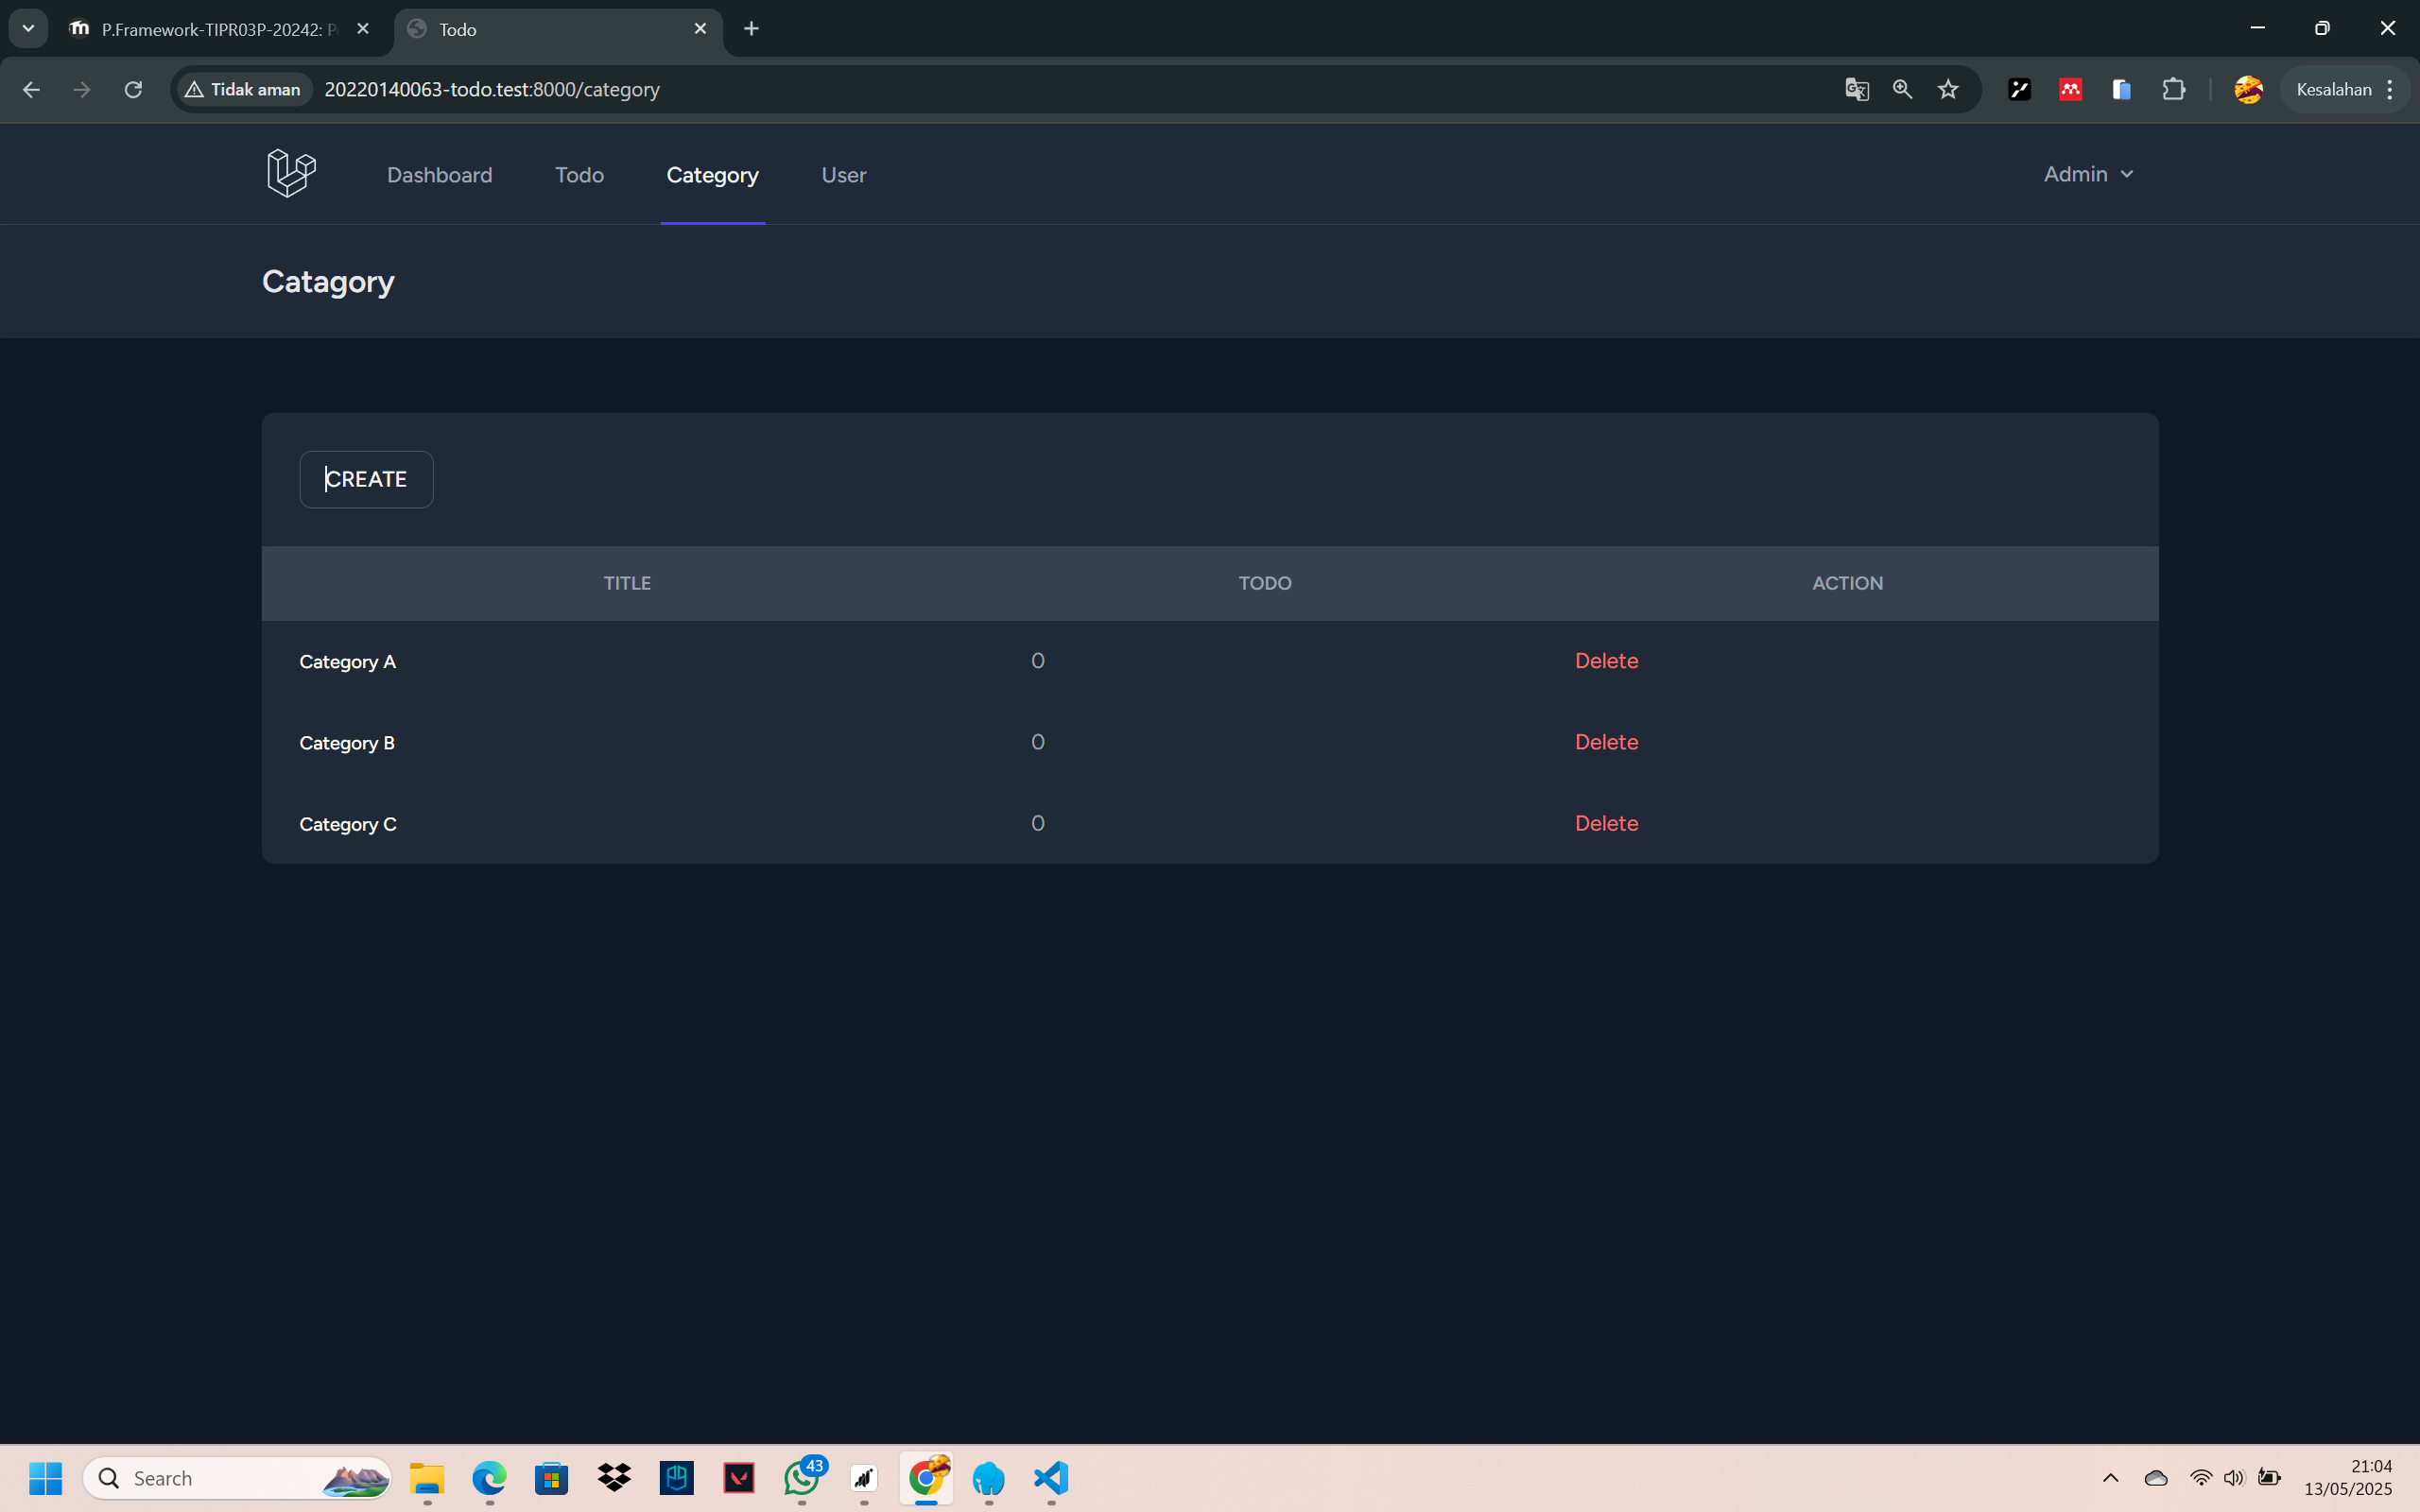 P.Framework-TIPR03P-20242: P
Todo
Tidak aman
20220140063-todo.test:8000/category
Kesalahan
Dashboard
Todo
Category
User
Admin
Catagory
CREATE
TITLE
TODO
ACTION
Category A
0
Delete
Category B
0
Delete
Category C
0
Delete
Search
43
21:04
13/05/2025